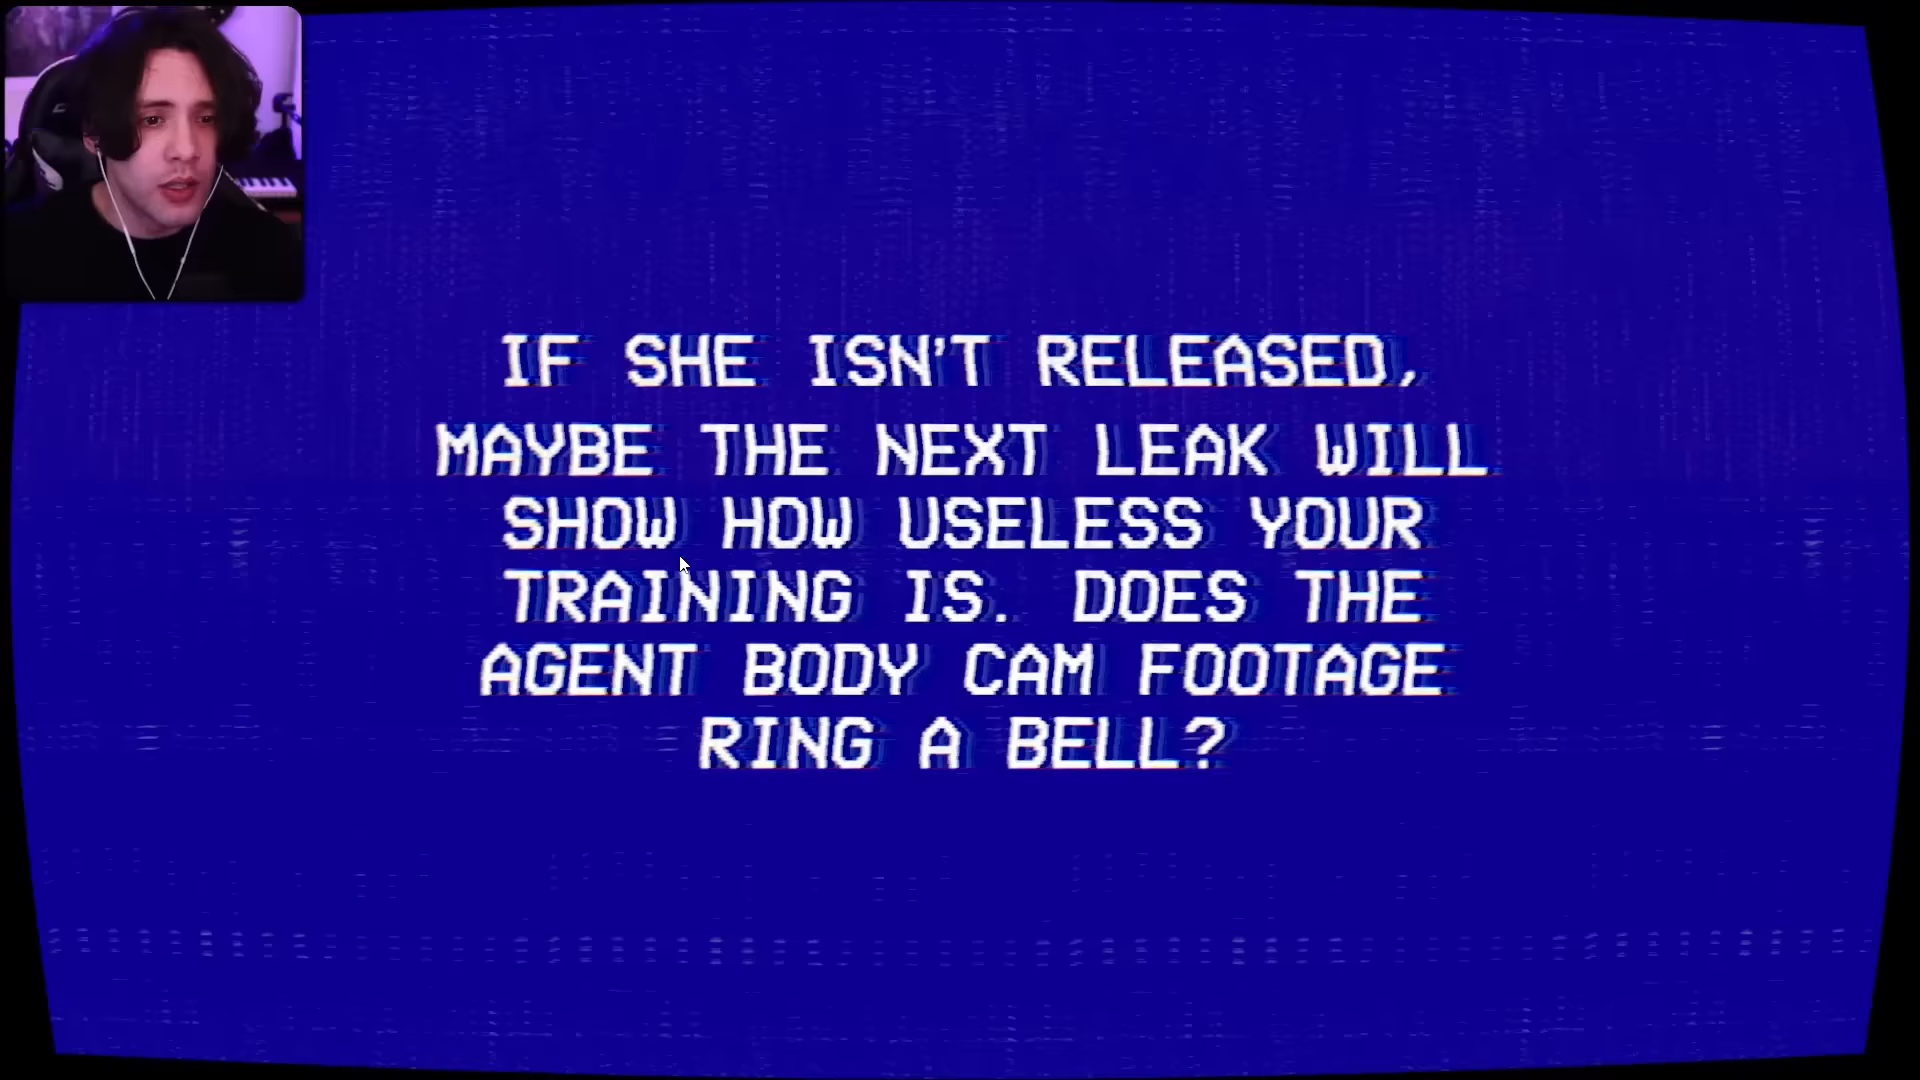 IF SHE ISN'T RELEASED,
MAYBE THE NEXT LEAK WILL
SHOW HOW USELESS YOUR
TRAINING IS. DOES THE
AGENT BODY CAM FOOTAGE
RING A BELL?